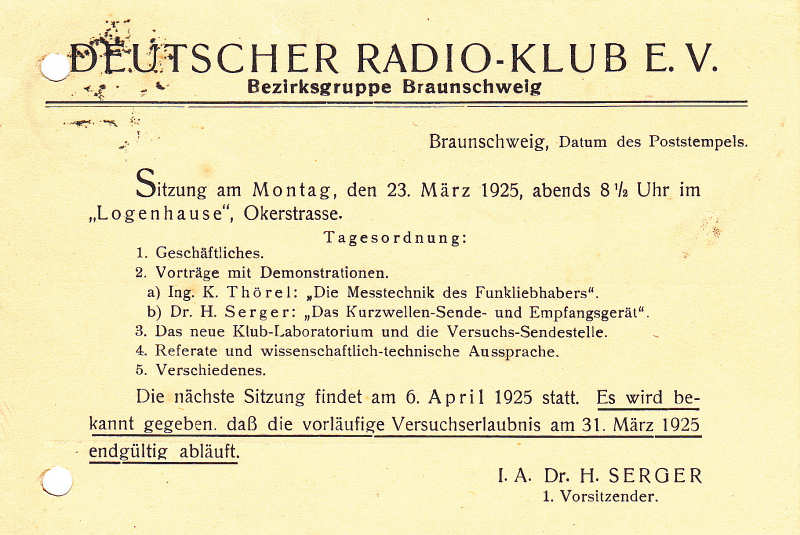 DEUTSCHER RADIO-KLUB E. V.
Bezirksgruppe Braunschweig
Braunschweig, Datum des Poststempels.
Sitzung am Montag, den 23. März 1925, abends 8 ½ Uhr im
„Logenhause“, Okerstrasse.
Tagesordnung:
1. Geschäftliches.
2. Vorträge mit Demonstrationen.
a) Ing. K. Thörel: „Die Messtechnik des Funkliebhabers“.
b) Dr. H. Serger: „Das Kurzwellen-Sende- und Empfangsgerät“.
3. Das neue Klub-Laboratorium und die Versuchs-Sendestelle.
4. Referate und wissenschaftlich-technische Aussprache.
5. Verschiedenes.
Die nächste Sitzung findet am 6. April 1925 statt. Es wird be-
kannt gegeben. daß die vorläufige Versuchserlaubnis am 31. März 1925
endgültig abläuft.
I. A. Dr. H. SERGER
1. Vorsitzender.